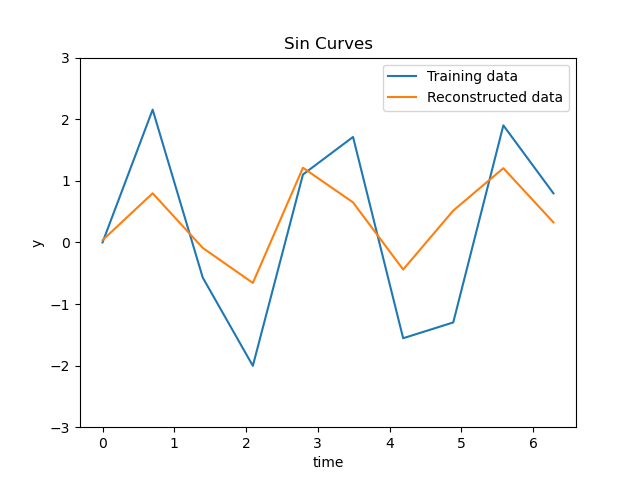 Sin Curves
Training data
Reconstructed data
3
2
1
0
−1
−2
−3
y
0 1 2 3 4 5 6
time